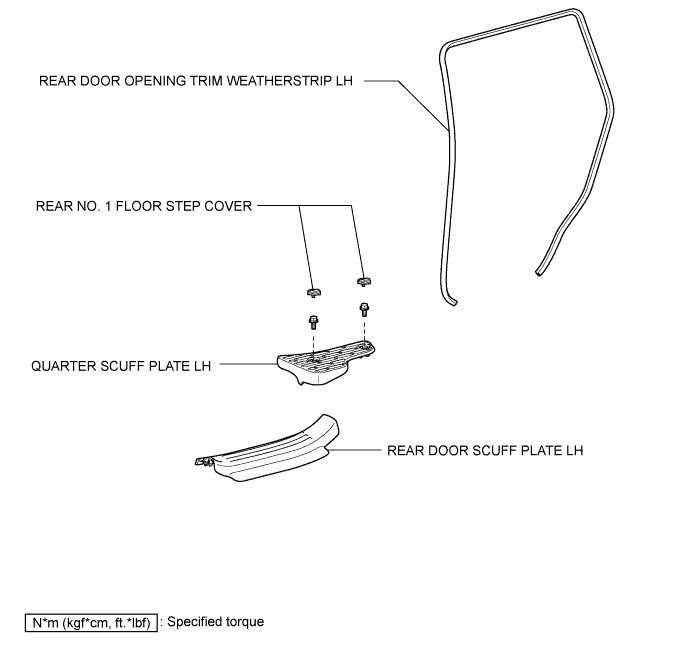 REAR DOOR OPENING TRIM WEATHERSTRIP LH
REAR NO. 1 FLOOR STEP COVER
QUARTER SCUFF PLATE LH
REAR DOOR SCUFF PLATE LH
N*m (kgf*cm, ft.*lbf) : Specified torque